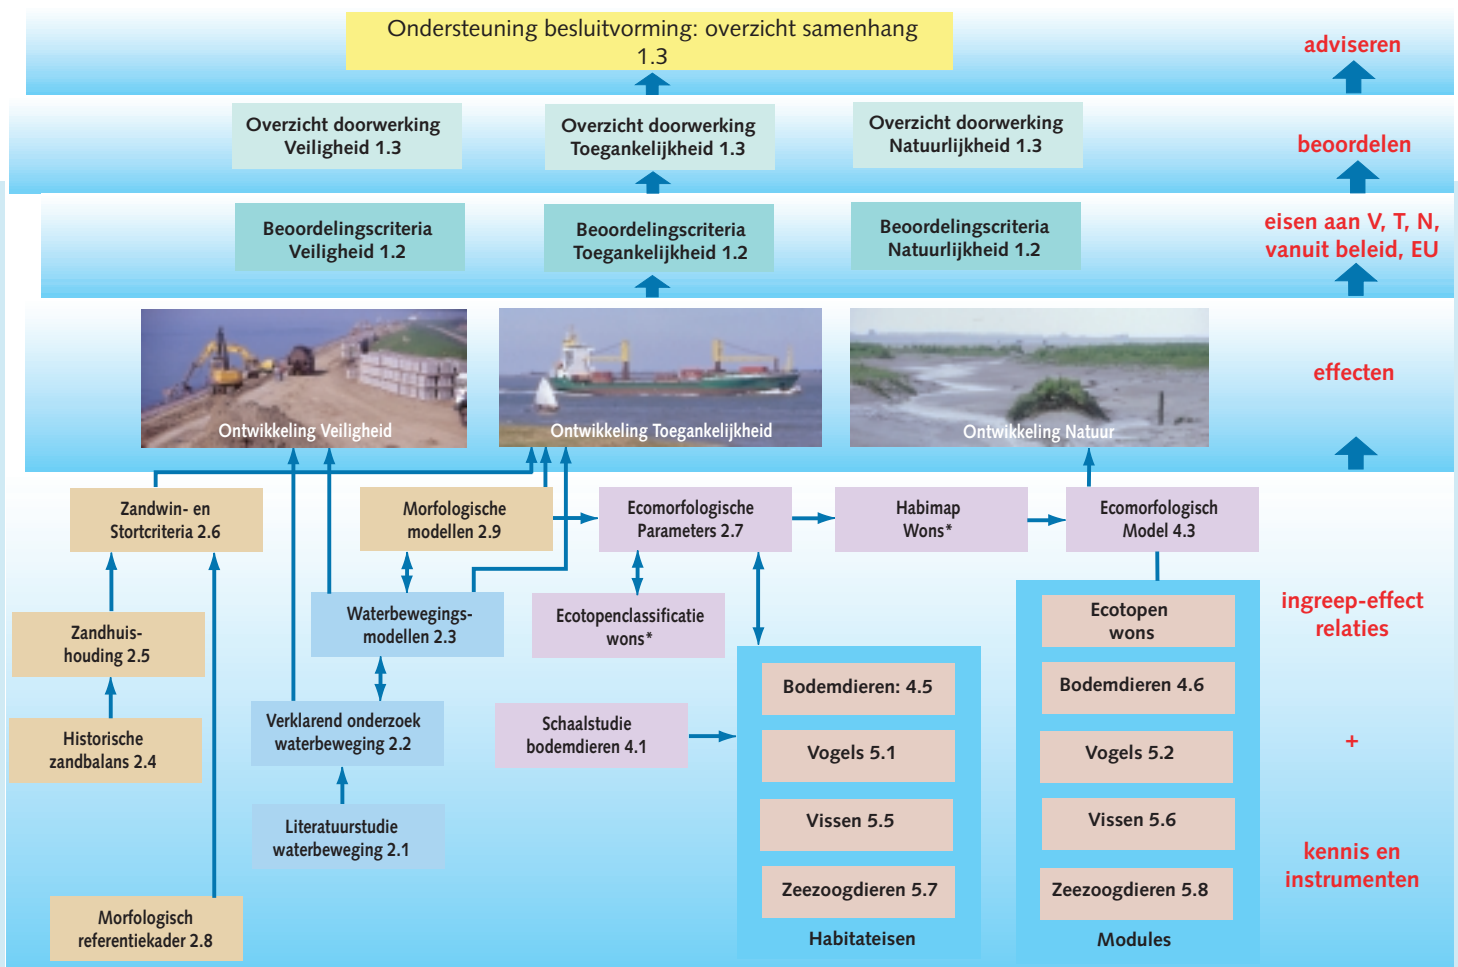 Ondersteuning besluitvorming: overzicht samenhang
1.3
adviseren
Overzicht doorwerking
Veiligheid 1.3
Overzicht doorwerking
Toegankelijkheid 1.3
Overzicht doorwerking
Natuurlijkheid 1.3
beoordelen
Beoordelingscriteria
Veiligheid 1.2
Beoordelingscriteria
Toegankelijkheid 1.2
Beoordelingscriteria
Natuurlijkheid 1.2
eisen aan V, T, N,
vanuit beleid, EU
Ontwikkeling Veiligheid
Ontwikkeling Toegankelijkheid
Ontwikkeling Natuur
effecten
Zandwin- en
Stortcriteria 2.6
Morfologische
modellen 2.9
Ecomorfologische
Parameters 2.7
Habimap
Wons*
Ecomorfologisch
Model 4.3
Zandhuis-
houding 2.5
Waterbewegings-
modellen 2.3
Ecotopenclassificatie
wons*
Ecotopen
wons
ingreep-effect
relaties
Historische
zandbalans 2.4
Verklarend onderzoek
waterbeweging 2.2
Schaalstudie
bodemdieren 4.1
Bodemdieren: 4.5
Bodemdieren 4.6
Vogels 5.1
Vogels 5.2
+
Literatuurstudie
waterbeweging 2.1
Vissen 5.5
Vissen 5.6
kennis en
instrumenten
Zeezoogdieren 5.7
Zeezoogdieren 5.8
Morfologisch
referentiekader 2.8
Habitateisen
Modules